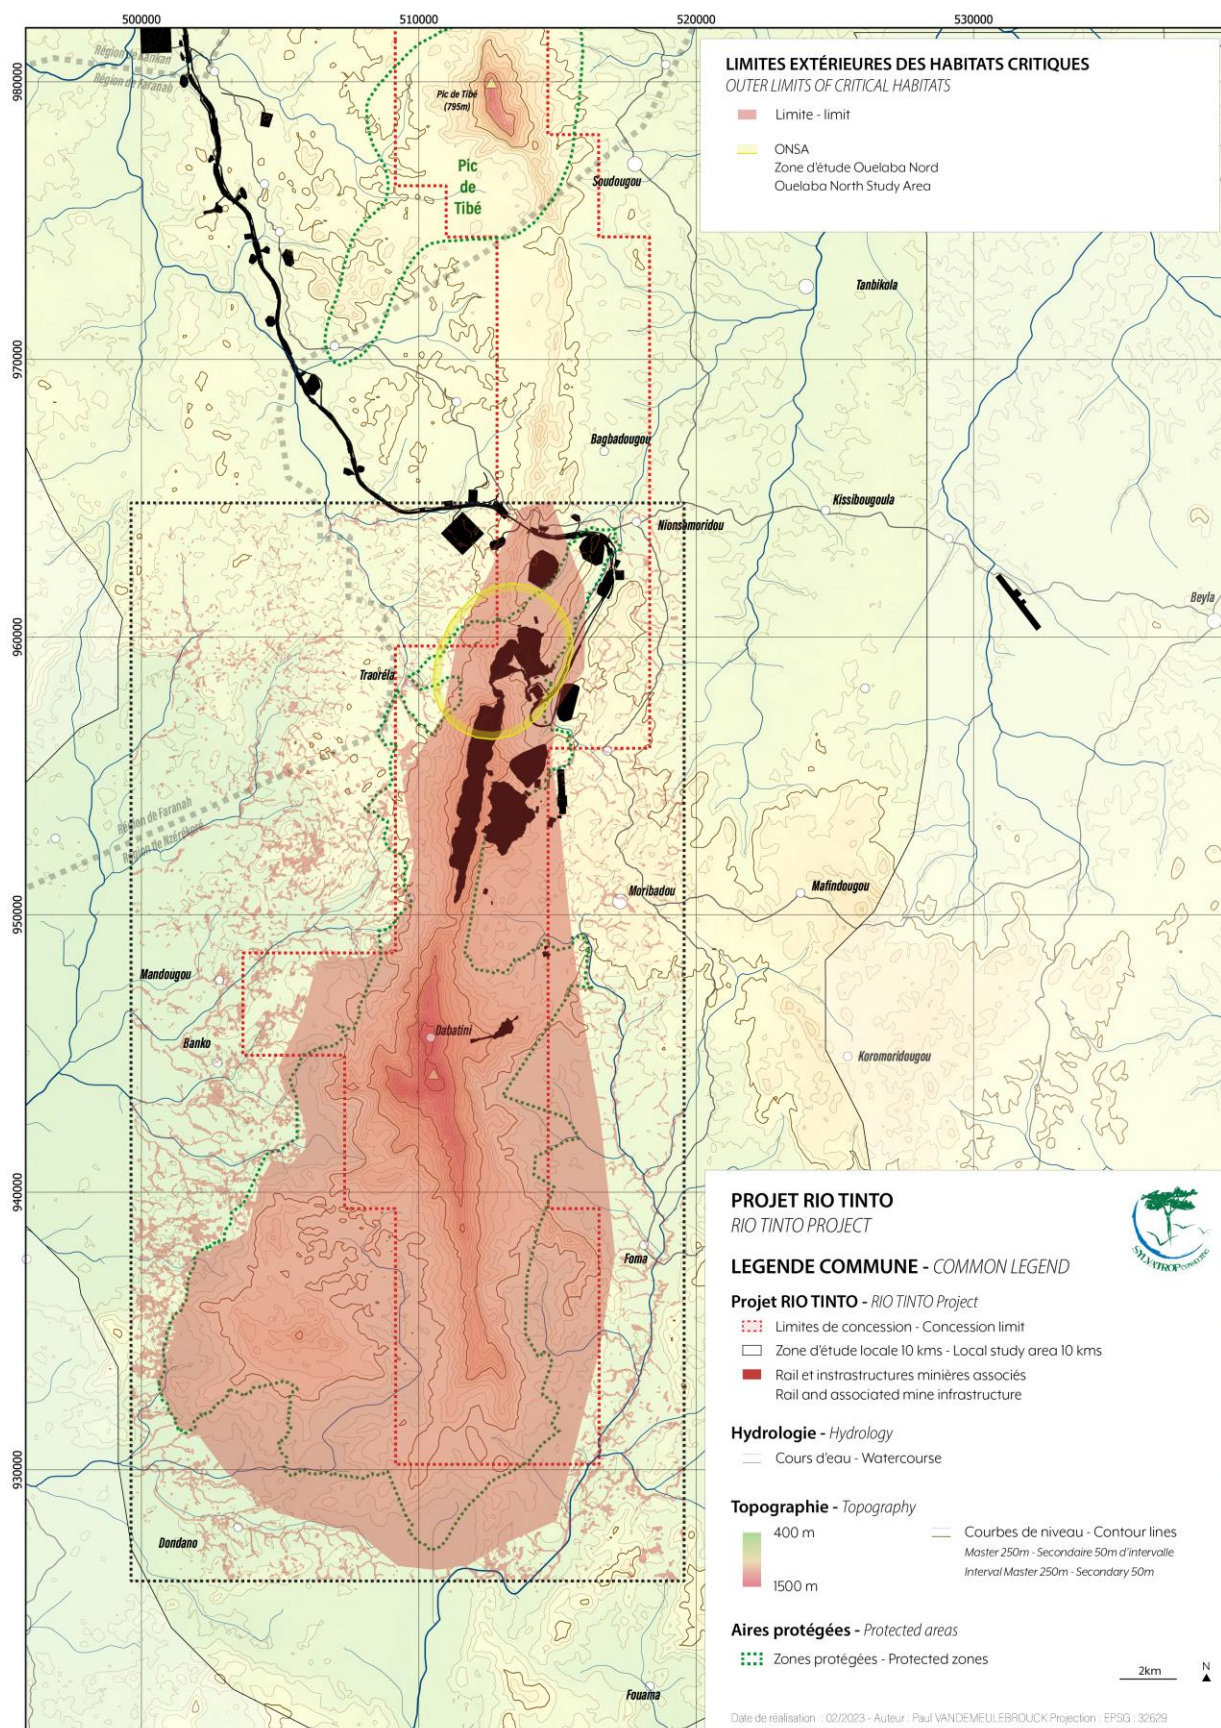 500000 510000 520000 530000
980000
970000
960000
950000
940000
930000
LIMITES EXTÉRIEURES DES HABITATS CRITIQUES
OUTER LIMITS OF CRITICAL HABITATS
Limite - limit
ONSA
Zone d'étude Ouelaba Nord
Ouelaba North Study Area
Région de Kankan
Région de Faranah
Pic de Tibé
(795m)
Pic
de
Tibé
Soudougou
Tanbikola
Bagbadougou
Kissibougoula
Nionsamoridou
Beyla
Traoréla
Région de Faranah
Région de Nzérékoré
Moribadou
Mafindougou
Mandougou
Banko
Dabatini
Koromoridougou
Foma
Dondano
Fouama
PROJET RIO TINTO
RIO TINTO PROJECT
SYLVATROP CONSULTING
LEGENDE COMMUNE - COMMON LEGEND
Projet RIO TINTO - RIO TINTO Project
Limites de concession - Concession limit
Zone d'étude locale 10 kms - Local study area 10 kms
Rail et instrastructures minières associés
Rail and associated mine infrastructure
Hydrologie - Hydrology
Cours d'eau - Watercourse
Topographie - Topography
400 m
1500 m
Courbes de niveau - Contour lines
Master 250m - Secondaire 50m d'intervalle
Interval Master 250m - Secondary 50m
Aires protégées - Protected areas
Zones protégées - Protected zones
2km
N
Date de réalisation : 02/2023 - Auteur : Paul VANDEMEULEBROUCK Projection : EPSG : 32629